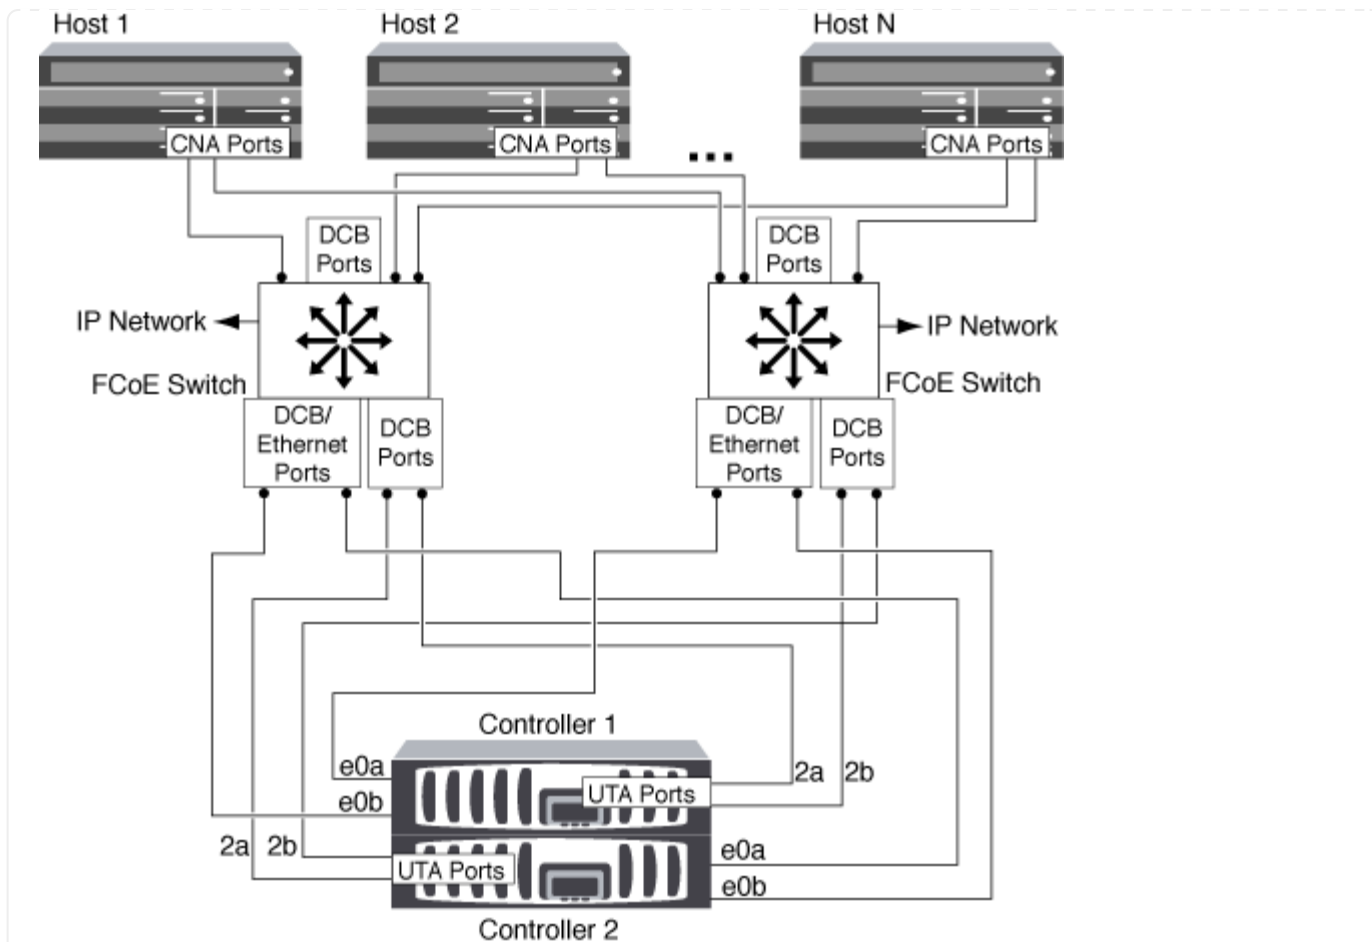 Host 1
Host 2
Host N
CNA Ports
CNA Ports
CNA Ports
...
DCB
Ports
DCB
Ports
IP Network
IP Network
FCoE Switch
FCoE Switch
DCB/
Ethernet
Ports
DCB
Ports
DCB/
Ethernet
Ports
DCB
Ports
Controller 1
e0a
2a
2b
UTA Ports
e0b
2a
2b
e0a
UTA Ports
e0b
Controller 2